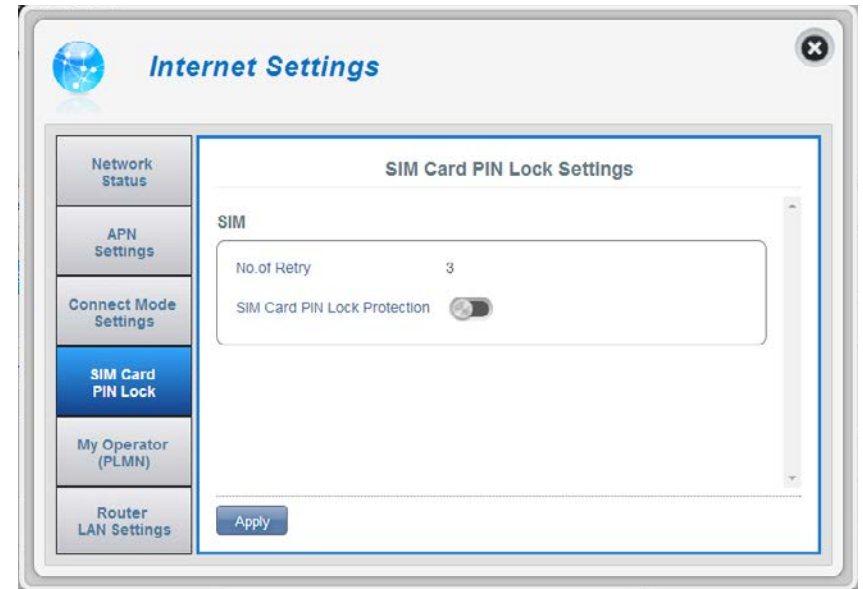 Internet Settings
Network
Status
APN
Settings
Connect Mode
Settings
SIM Card
PIN Lock
My Operator
(PLMN)
Router
LAN Settings
SIM Card PIN Lock Settings
SIM
No.of Retry 3
SIM Card PIN Lock Protection
Apply